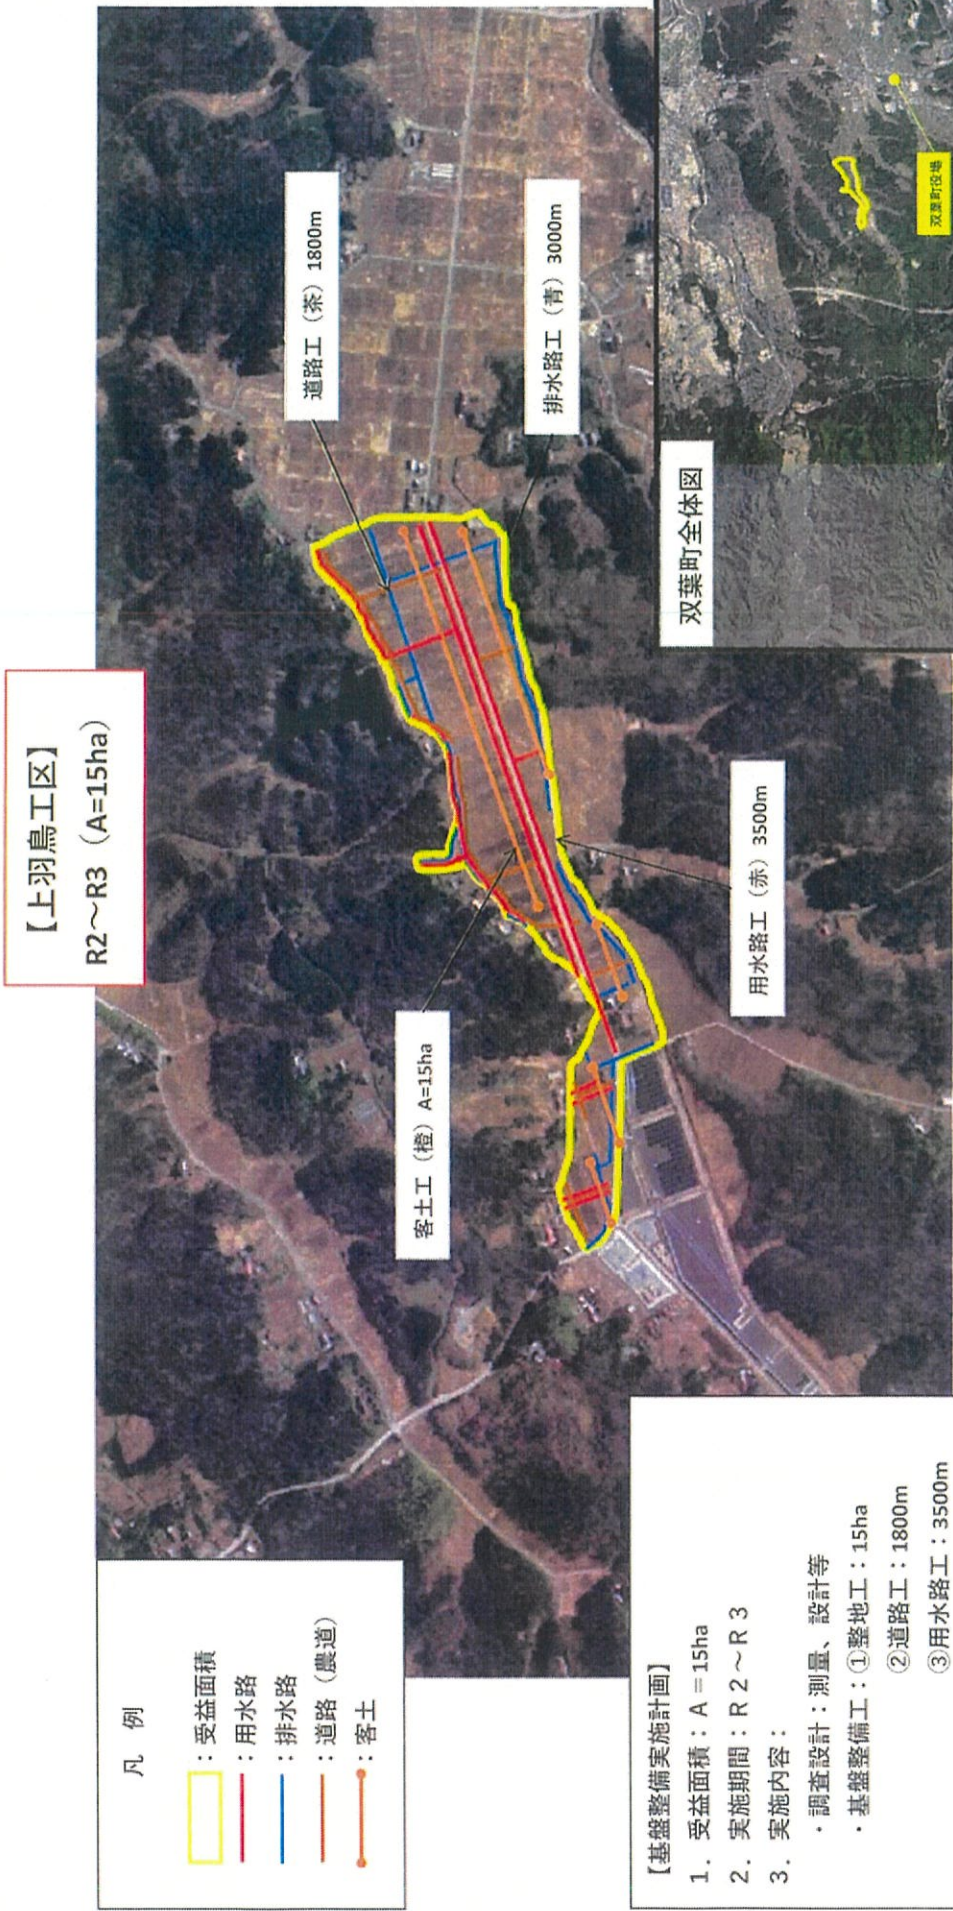 【上羽鳥工区】
R2～R3（A=15ha）
凡　例
：受益面積
：用水路
：排水路
：道路（農道）
：客土
道路工（茶）1800m
排水路工（青）3000m
客土工（橙）A=15ha
用水路工（赤）3500m
双葉町全体図
双葉町役場
【基盤整備実施計画】
1．受益面積：A＝15ha
2．実施期間：R２～R３
3．実施内容：
・調査設計：測量、設計等
・基盤整備工：①整地工：15ha
②道路工：1800m
③用水路工：3500m